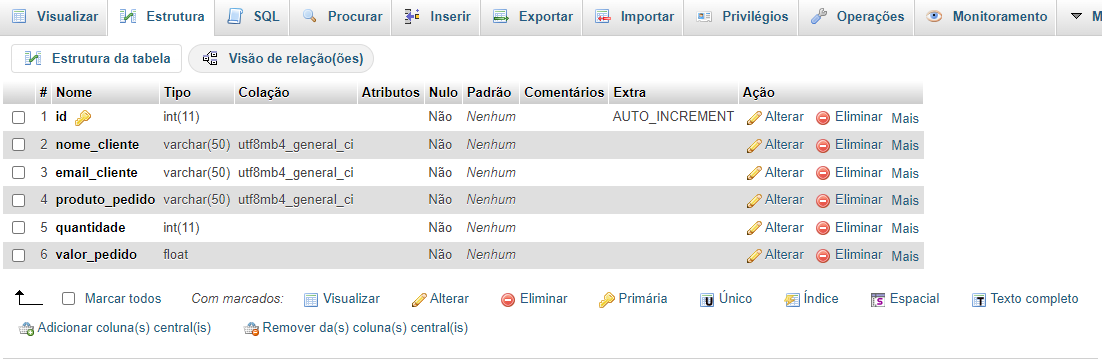 Visualizar Estrutura SQL Procurar Inserir Exportar Importar Privilégios Operações Monitoramento M
Estrutura da tabela Visão de relação(ões)
# Nome Tipo Colação Atributos Nulo Padrão Comentários Extra Ação
1 id int(11) Não Nenhum AUTO_INCREMENT Alterar Eliminar Mais
2 nome_cliente varchar(50) utf8mb4_general_ci Não Nenhum Alterar Eliminar Mais
3 email_cliente varchar(50) utf8mb4_general_ci Não Nenhum Alterar Eliminar Mais
4 produto_pedido varchar(50) utf8mb4_general_ci Não Nenhum Alterar Eliminar Mais
5 quantidade int(11) Não Nenhum Alterar Eliminar Mais
6 valor_pedido float Não Nenhum Alterar Eliminar Mais
Marcar todos Com marcados: Visualizar Alterar Eliminar Primária Único Índice Espacial Texto completo
Adicionar coluna(s) central(is) Remover da(s) coluna(s) central(is)